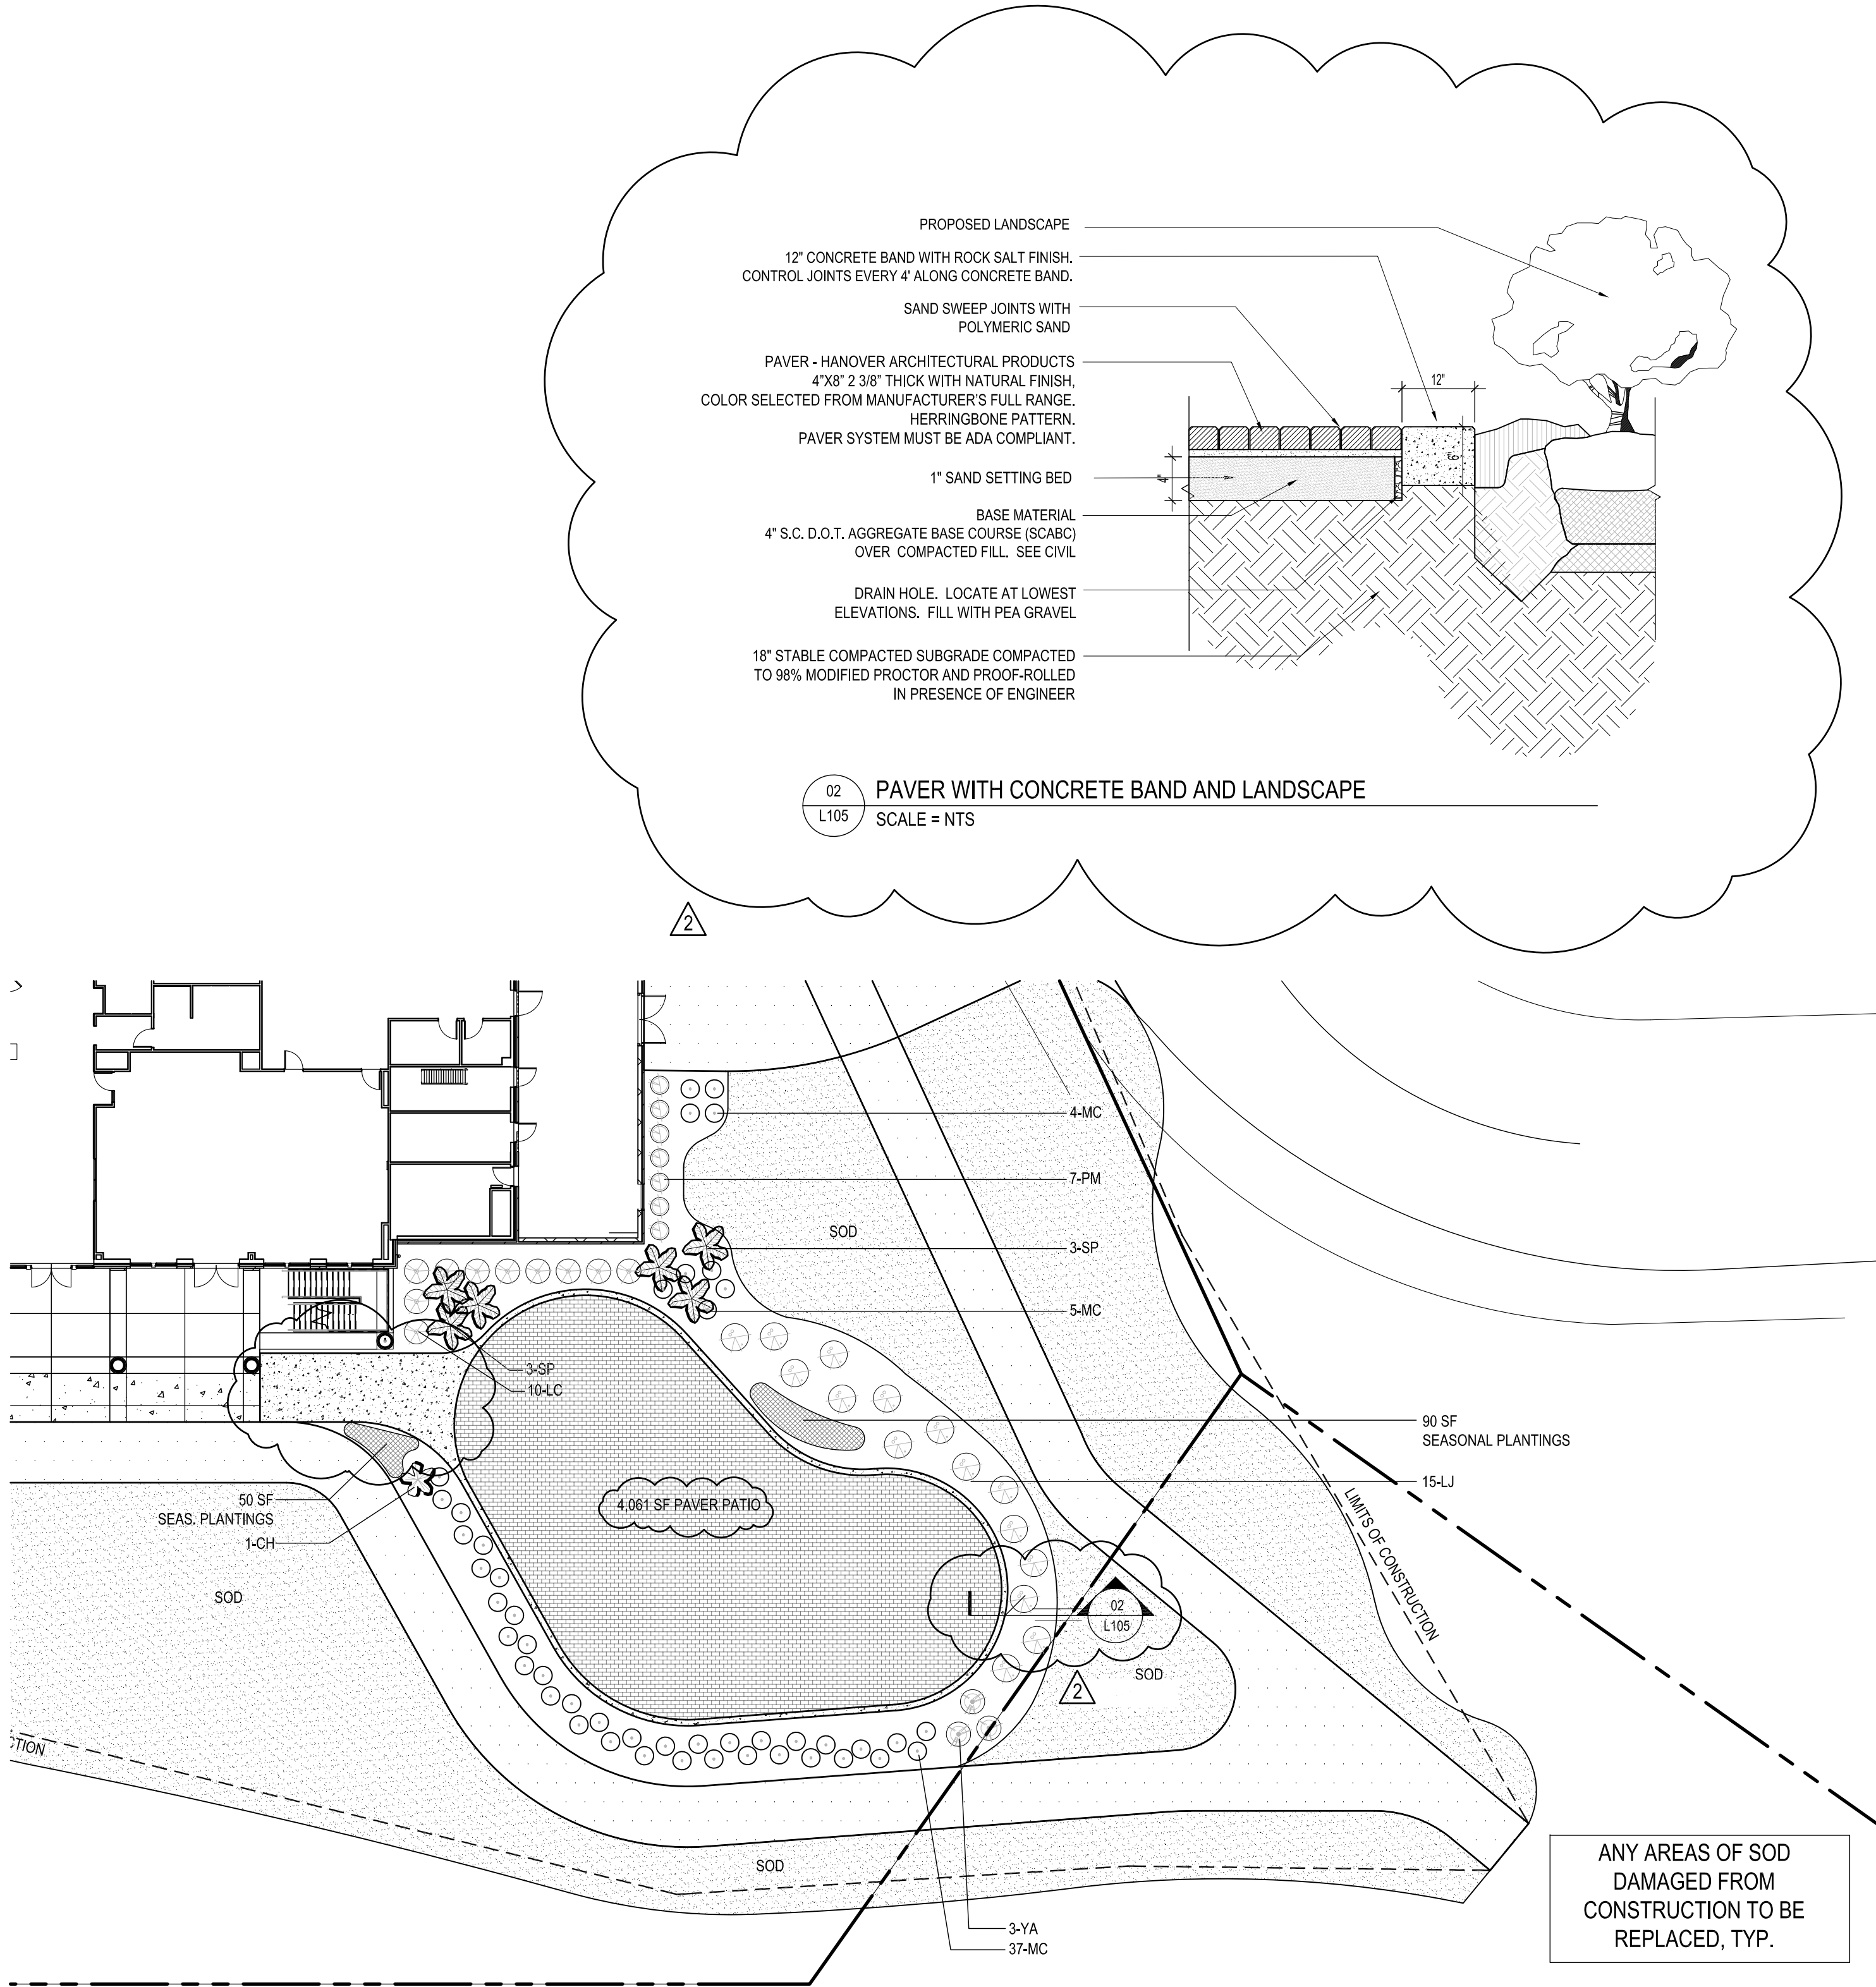 PROPOSED LANDSCAPE
12" CONCRETE BAND WITH ROCK SALT FINISH.
CONTROL JOINTS EVERY 4' ALONG CONCRETE BAND.
SAND SWEEP JOINTS WITH
POLYMERIC SAND
PAVER - HANOVER ARCHITECTURAL PRODUCTS
4"X8" 2 3/8" THICK WITH NATURAL FINISH,
COLOR SELECTED FROM MANUFACTURER'S FULL RANGE.
HERRINGBONE PATTERN.
PAVER SYSTEM MUST BE ADA COMPLIANT.
1" SAND SETTING BED
BASE MATERIAL
4" S.C. D.O.T. AGGREGATE BASE COURSE (SCABC)
OVER COMPACTED FILL. SEE CIVIL
DRAIN HOLE. LOCATE AT LOWEST
ELEVATIONS. FILL WITH PEA GRAVEL
18" STABLE COMPACTED SUBGRADE COMPACTED
TO 98% MODIFIED PROCTOR AND PROOF-ROLLED
IN PRESENCE OF ENGINEER
12"
6"
4"
02
L105
PAVER WITH CONCRETE BAND AND LANDSCAPE
SCALE = NTS
2
4-MC
7-PM
SOD
3-SP
5-MC
3-SP
10-LC
90 SF
SEASONAL PLANTINGS
15-LJ
50 SF
SEAS. PLANTINGS
1-CH
4,061 SF PAVER PATIO
LIMITS OF CONSTRUCTION
SOD
02
L105
SOD
2
CTION
SOD
3-YA
37-MC
ANY AREAS OF SOD
DAMAGED FROM
CONSTRUCTION TO BE
REPLACED, TYP.